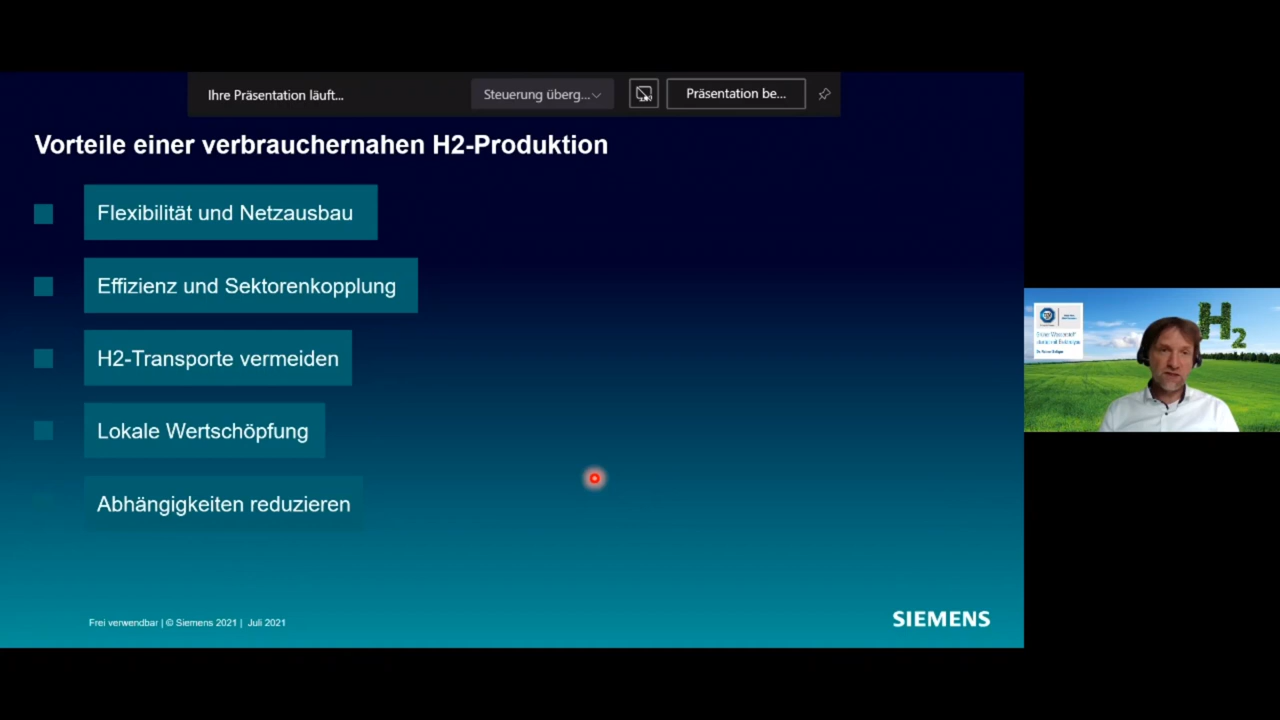 Ihre Präsentation läuft...
Steuerung überg...
Präsentation be...
Vorteile einer verbrauchernahen H2-Produktion
Flexibilität und Netzausbau
Effizienz und Sektorenkopplung
H2-Transporte vermeiden
Lokale Wertschöpfung
Abhängigkeiten reduzieren
Frei verwendbar | © Siemens 2021 | Juli 2021
SIEMENS
H2